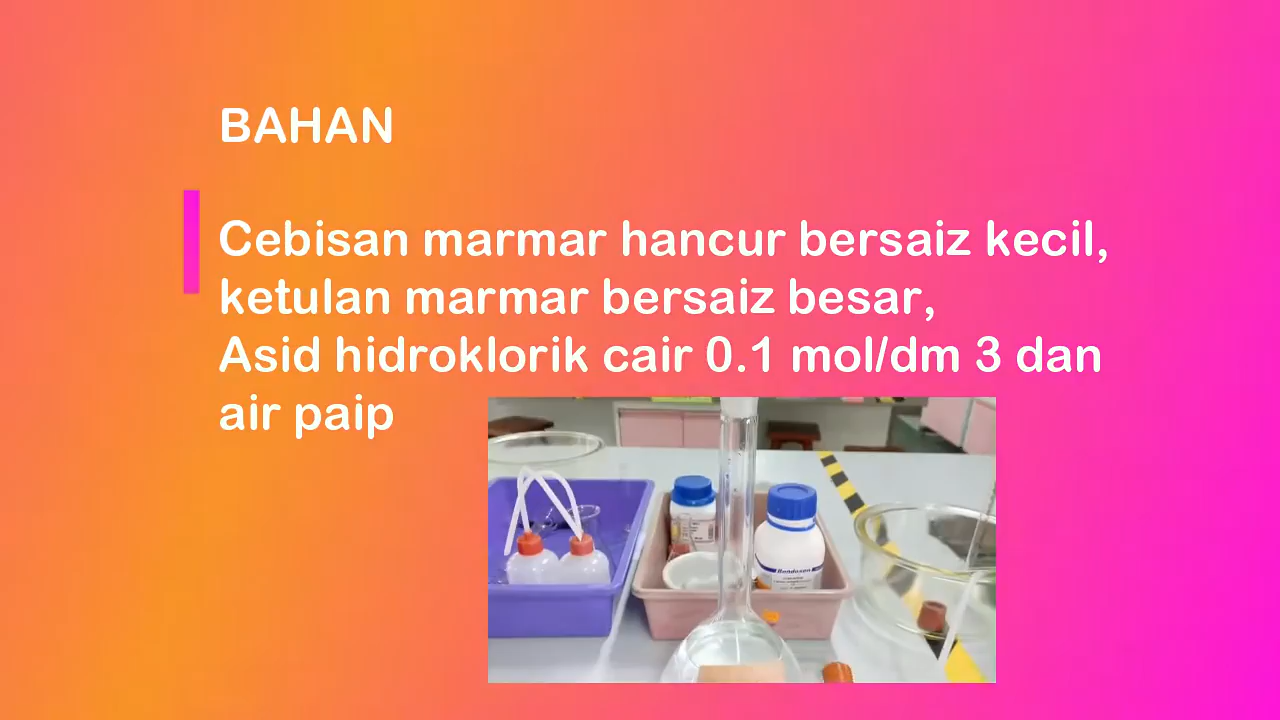 BAHAN
Cebisan marmar hancur bersaiz kecil,
ketulan marmar bersaiz besar,
Asid hidroklorik cair 0.1 mol/dm 3 dan
air paip
Bendosen